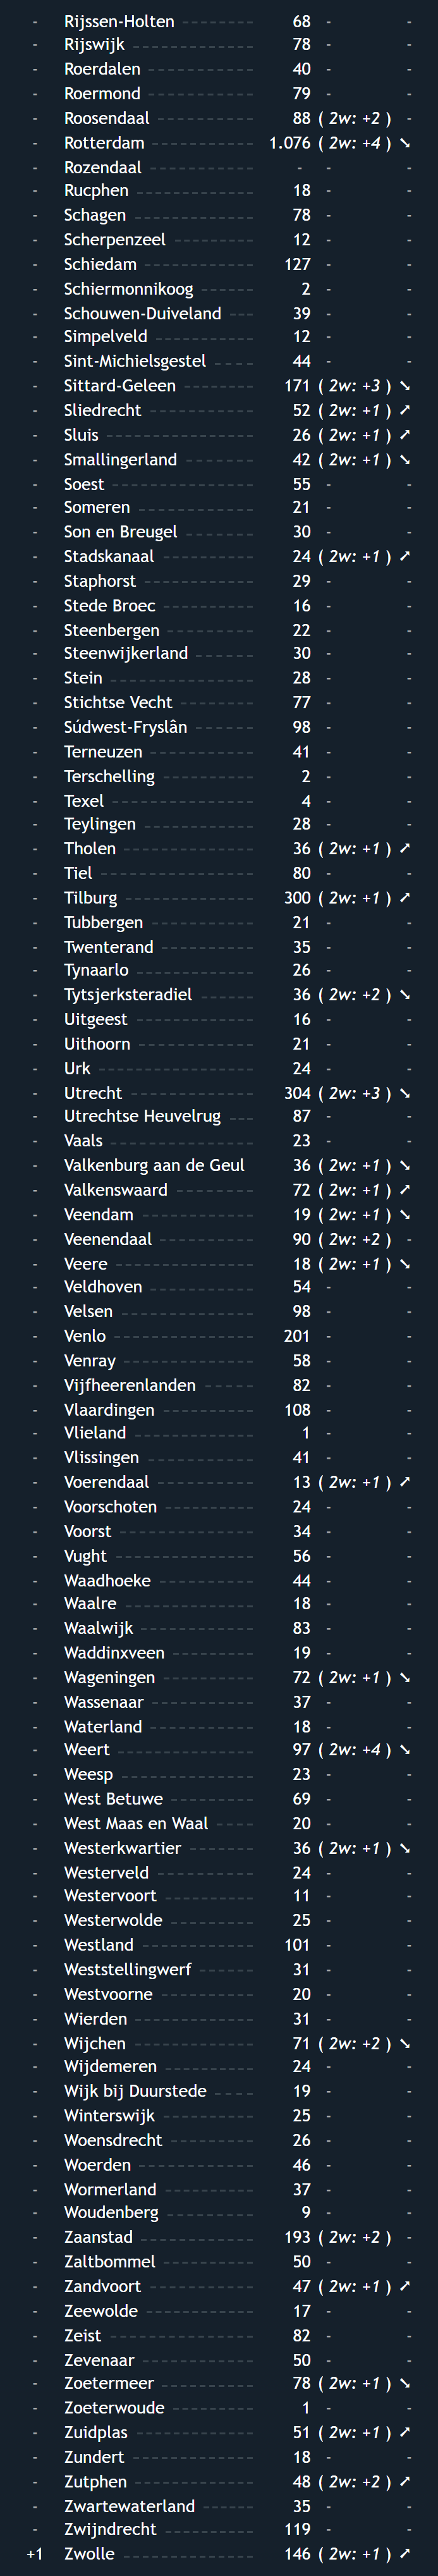 - Rijssen-Holten 68 - -
- Rijswijk 78 - -
- Roerdalen 40 - -
- Roermond 79 - -
- Roosendaal 88 ( 2w: +2 ) -
- Rotterdam 1.076 ( 2w: +4 ) ➘
- Rozendaal - - -
- Rucphen 18 - -
- Schagen 78 - -
- Scherpenzeel 12 - -
- Schiedam 127 - -
- Schiermonnikoog 2 - -
- Schouwen-Duiveland 39 - -
- Simpelveld 12 - -
- Sint-Michielsgestel 44 - -
- Sittard-Geleen 171 ( 2w: +3 ) ➘
- Sliedrecht 52 ( 2w: +1 ) ➚
- Sluis 26 ( 2w: +1 ) ➚
- Smallingerland 42 ( 2w: +1 ) ➘
- Soest 55 - -
- Someren 21 - -
- Son en Breugel 30 - -
- Stadskanaal 24 ( 2w: +1 ) ➚
- Staphorst 29 - -
- Stede Broec 16 - -
- Steenbergen 22 - -
- Steenwijkerland 30 - -
- Stein 28 - -
- Stichtse Vecht 77 - -
- Súdwest-Fryslân 98 - -
- Terneuzen 41 - -
- Terschelling 2 - -
- Texel 4 - -
- Teylingen 28 - -
- Tholen 36 ( 2w: +1 ) ➚
- Tiel 80 - -
- Tilburg 300 ( 2w: +1 ) ➚
- Tubbergen 21 - -
- Twenterand 35 - -
- Tynaarlo 26 - -
- Tytsjerksteradiel 36 ( 2w: +2 ) ➘
- Uitgeest 16 - -
- Uithoorn 21 - -
- Urk 24 - -
- Utrecht 304 ( 2w: +3 ) ➘
- Utrechtse Heuvelrug 87 - -
- Vaals 23 - -
- Valkenburg aan de Geul 36 ( 2w: +1 ) ➘
- Valkenswaard 72 ( 2w: +1 ) ➚
- Veendam 19 ( 2w: +1 ) ➘
- Veenendaal 90 ( 2w: +2 ) -
- Veere 18 ( 2w: +1 ) ➘
- Veldhoven 54 - -
- Velsen 98 - -
- Venlo 201 - -
- Venray 58 - -
- Vijfheerenlanden 82 - -
- Vlaardingen 108 - -
- Vlieland 1 - -
- Vlissingen 41 - -
- Voerendaal 13 ( 2w: +1 ) ➚
- Voorschoten 24 - -
- Voorst 34 - -
- Vught 56 - -
- Waadhoeke 44 - -
- Waalre 18 - -
- Waalwijk 83 - -
- Waddinxveen 19 - -
- Wageningen 72 ( 2w: +1 ) ➘
- Wassenaar 37 - -
- Waterland 18 - -
- Weert 97 ( 2w: +4 ) ➘
- Weesp 23 - -
- West Betuwe 69 - -
- West Maas en Waal 20 - -
- Westerkwartier 36 ( 2w: +1 ) ➘
- Westerveld 24 - -
- Westervoort 11 - -
- Westerwolde 25 - -
- Westland 101 - -
- Weststellingwerf 31 - -
- Westvoorne 20 - -
- Wierden 31 - -
- Wijchen 71 ( 2w: +2 ) ➘
- Wijdemeren 24 - -
- Wijk bij Duurstede 19 - -
- Winterswijk 25 - -
- Woensdrecht 26 - -
- Woerden 46 - -
- Wormerland 37 - -
- Woudenberg 9 - -
- Zaanstad 193 ( 2w: +2 ) -
- Zaltbommel 50 - -
- Zandvoort 47 ( 2w: +1 ) ➚
- Zeewolde 17 - -
- Zeist 82 - -
- Zevenaar 50 - -
- Zoetermeer 78 ( 2w: +1 ) ➘
- Zoeterwoude 1 - -
- Zuidplas 51 ( 2w: +1 ) ➚
- Zundert 18 - -
- Zutphen 48 ( 2w: +2 ) ➚
- Zwartewaterland 35 - -
- Zwijndrecht 119 - -
+1 Zwolle 146 ( 2w: +1 ) ➚